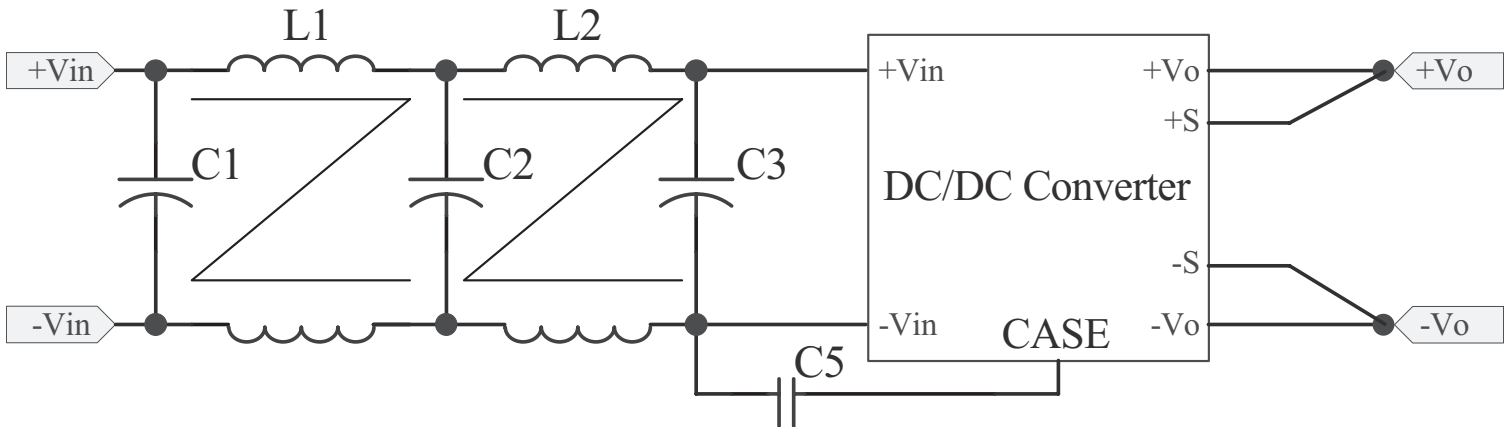 L1 L2
+Vin +Vin +Vo +Vo
+S
C1 C2 C3
DC/DC Converter
-S
-Vin -Vin -Vo -Vo
CASE
C5